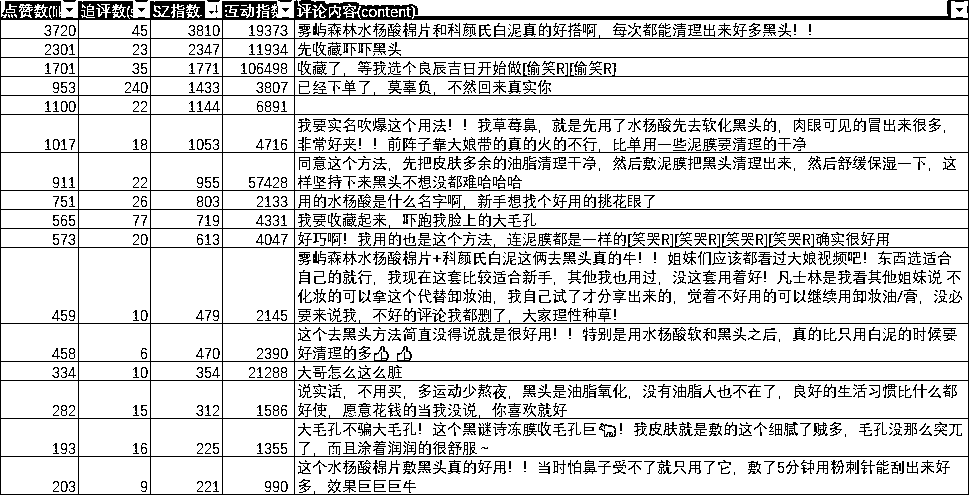 点赞数(li 追评数( SZ指数 互动指数 评论内容(content)
3720 45 3810 19373 雾屿森林水杨酸棉片和科颜氏白泥真的好搭啊，每次都能清理出来好多黑头！！
2301 23 2347 11934 先收藏吓吓黑头
1701 35 1771 106498 收藏了，等我选个良辰吉日开始做[偷笑R][偷笑R]
953 240 1433 3807 已经下单了，莫辜负，不然回来真实你
1100 22 1144 6891
我要实名吹爆这个用法！！我草莓鼻，就是先用了水杨酸先去软化黑头的，肉眼可见的冒出来很多，
1017 18 1053 4716 非常好夹！！前阵子靠大娘带的真的火的不行，比单用一些泥膜要清理的干净
同意这个方法，先把皮肤多余的油脂清理干净，然后敷泥膜把黑头清理出来，然后舒缓保湿一下，这
911 22 955 57428 样坚持下来黑头不想没都难哈哈哈
751 26 803 2133 用的水杨酸是什么名字啊，新手想找个好用的挑花眼了
565 77 719 4331 我要收藏起来，吓跑我脸上的大毛孔
573 20 613 4047 好巧啊！我用的也是这个方法，连泥膜都是一样的[笑哭R][笑哭R][笑哭R][笑哭R]确实很好用
雾屿森林水杨酸棉片+科颜氏白泥这俩去黑头真的牛！！姐妹们应该都看过大娘视频吧！东西选适合
自己的就行，我现在这套比较适合新手，其他我也用过，没这套用着好！凡士林是我看其他姐妹说 不
化妆的可以拿这个代替卸妆油，我自己试了才分享出来的，觉着不好用的可以继续用卸妆油/膏，没必
459 10 479 2145 要来说我，不好的评论我都删了，大家理性种草！
这个去黑头方法简直没得说就是很好用！！特别是用水杨酸软和黑头之后，真的比只用白泥的时候要
458 6 470 2390 好清理的多👍👍
334 10 354 21288 大哥怎么这么脏
说实话，不用买，多运动少熬夜，黑头是油脂氧化，没有油脂人也不在了，良好的生活习惯比什么都
282 15 312 1586 好使，愿意花钱的当我没说，你喜欢就好
大毛孔不骗大毛孔！这个黑谜诗冻膜收毛孔巨🐂！我皮肤就是敷的这个细腻了贼多，毛孔没那么突兀
193 16 225 1355 了，而且涂着润润的很舒服~
这个水杨酸棉片敷黑头真的好用！！当时怕鼻子受不了就只用了它，敷了5分钟用粉刺针能刮出来好
203 9 221 990 多，效果巨巨巨牛